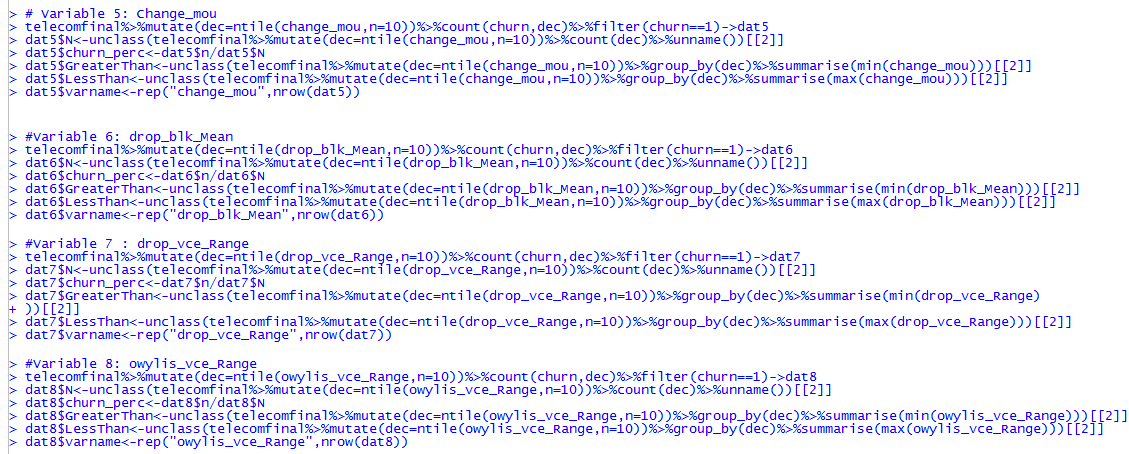 > # Variable 5: Change_mou
> telecomfinal%>%mutate(dec=ntile(change_mou,n=10))%>%count(churn,dec)%>%filter(churn==1)->dat5
> dat5$N<-unclass(telecomfinal%>%mutate(dec=ntile(change_mou,n=10))%>%count(dec)%>%unname())[[2]]
> dat5$churn_perc<-dat5$n/dat5$N
> dat5$GreaterThan<-unclass(telecomfinal%>%mutate(dec=ntile(change_mou,n=10))%>%group_by(dec)%>%summarise(min(change_mou)))[[2]]
> dat5$LessThan<-unclass(telecomfinal%>%mutate(dec=ntile(change_mou,n=10))%>%group_by(dec)%>%summarise(max(change_mou)))[[2]]
> dat5$varname<-rep("change_mou",nrow(dat5))
>
>
> #Variable 6: drop_blk_Mean
> telecomfinal%>%mutate(dec=ntile(drop_blk_Mean,n=10))%>%count(churn,dec)%>%filter(churn==1)->dat6
> dat6$N<-unclass(telecomfinal%>%mutate(dec=ntile(drop_blk_Mean,n=10))%>%count(dec)%>%unname())[[2]]
> dat6$churn_perc<-dat6$n/dat6$N
> dat6$GreaterThan<-unclass(telecomfinal%>%mutate(dec=ntile(drop_blk_Mean,n=10))%>%group_by(dec)%>%summarise(min(drop_blk_Mean)))[[2]]
> dat6$LessThan<-unclass(telecomfinal%>%mutate(dec=ntile(drop_blk_Mean,n=10))%>%group_by(dec)%>%summarise(max(drop_blk_Mean)))[[2]]
> dat6$varname<-rep("drop_blk_Mean",nrow(dat6))
>
> #Variable 7 : drop_vce_Range
> telecomfinal%>%mutate(dec=ntile(drop_vce_Range,n=10))%>%count(churn,dec)%>%filter(churn==1)->dat7
> dat7$N<-unclass(telecomfinal%>%mutate(dec=ntile(drop_vce_Range,n=10))%>%count(dec)%>%unname())[[2]]
> dat7$churn_perc<-dat7$n/dat7$N
> dat7$GreaterThan<-unclass(telecomfinal%>%mutate(dec=ntile(drop_vce_Range,n=10))%>%group_by(dec)%>%summarise(min(drop_vce_Range)
+ ))[[2]]
> dat7$LessThan<-unclass(telecomfinal%>%mutate(dec=ntile(drop_vce_Range,n=10))%>%group_by(dec)%>%summarise(max(drop_vce_Range)))[[2]]
> dat7$varname<-rep("drop_vce_Range",nrow(dat7))
>
> #Variable 8: owylis_vce_Range
> telecomfinal%>%mutate(dec=ntile(owylis_vce_Range,n=10))%>%count(churn,dec)%>%filter(churn==1)->dat8
> dat8$N<-unclass(telecomfinal%>%mutate(dec=ntile(owylis_vce_Range,n=10))%>%count(dec)%>%unname())[[2]]
> dat8$churn_perc<-dat8$n/dat8$N
> dat8$GreaterThan<-unclass(telecomfinal%>%mutate(dec=ntile(owylis_vce_Range,n=10))%>%group_by(dec)%>%summarise(min(owylis_vce_Range)))[[2]]
> dat8$LessThan<-unclass(telecomfinal%>%mutate(dec=ntile(owylis_vce_Range,n=10))%>%group_by(dec)%>%summarise(max(owylis_vce_Range)))[[2]]
> dat8$varname<-rep("owylis_vce_Range",nrow(dat8))